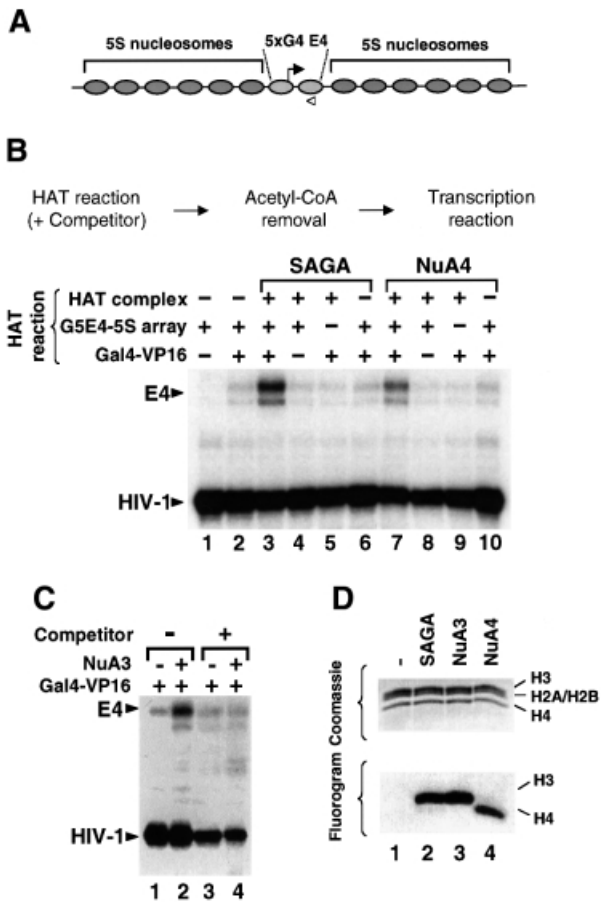 A
5S nucleosomes 5xG4 E4 5S nucleosomes
B
HAT reaction
(+ Competitor)
Acetyl-CoA
removal
Transcription
reaction
SAGA NuA4
HAT reaction
HAT complex - - + + + - + + + -
G5E4-5S array + + + - - + + - - +
Gal4-VP16 - + + - + + + - + +
E4
HIV-1
1 2 3 4 5 6 7 8 9 10
C
Competitor - +
NuA3 - + - +
Gal4-VP16 + + + +
E4
HIV-1
1 2 3 4
D
- SAGA NuA3 NuA4
Coomassie
H3
H2A/H2B
H4
Fluorogram
H3
H4
1 2 3 4